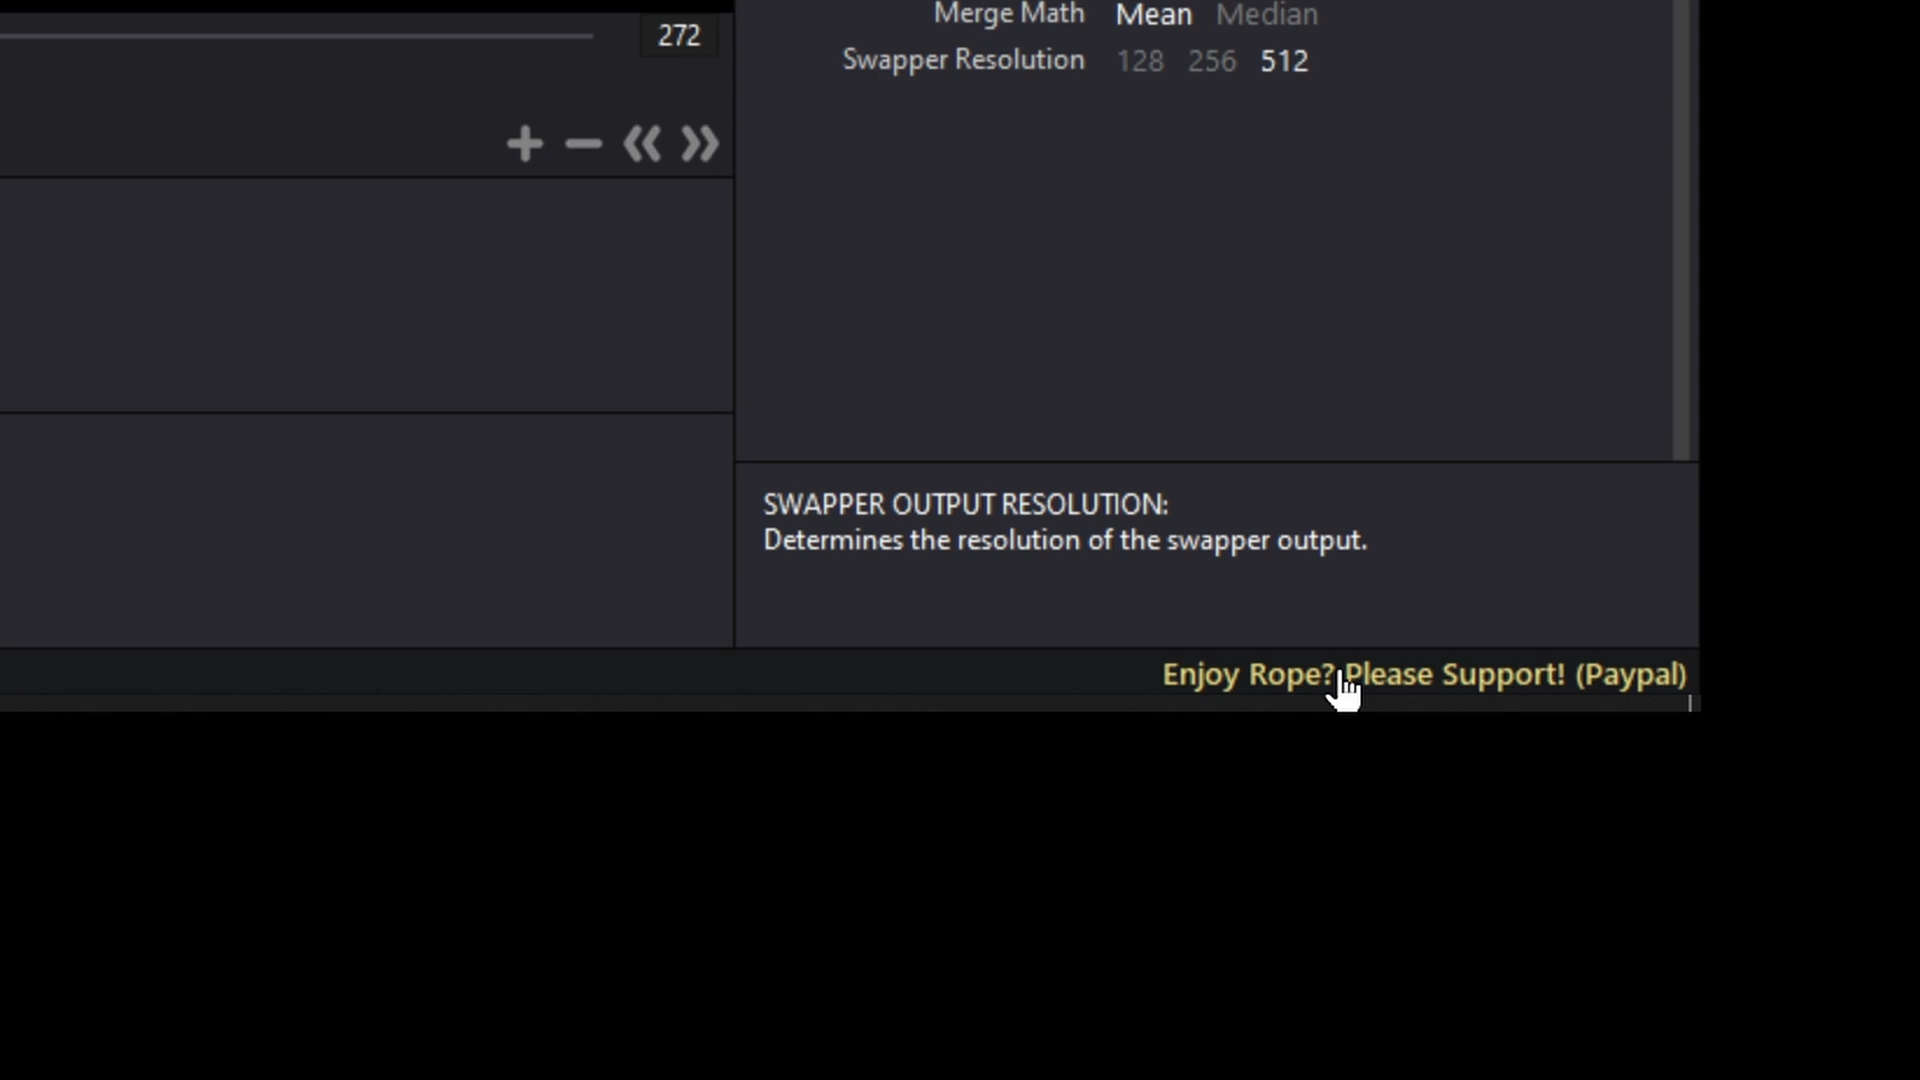 272
Merge Math Mean Median
Swapper Resolution 128 256 512
SWAPPER OUTPUT RESOLUTION:
Determines the resolution of the swapper output.
Enjoy Rope? Please Support! (Paypal)